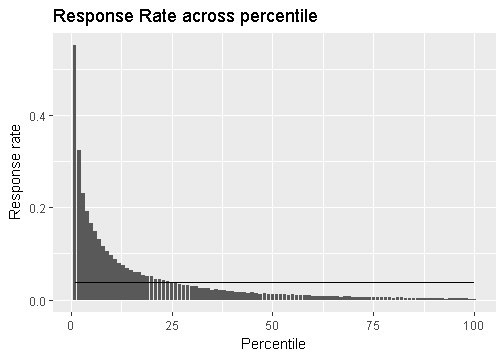 Response Rate across percentile
Response rate
0.4
0.2
0.0
0 25 50 75 100
Percentile